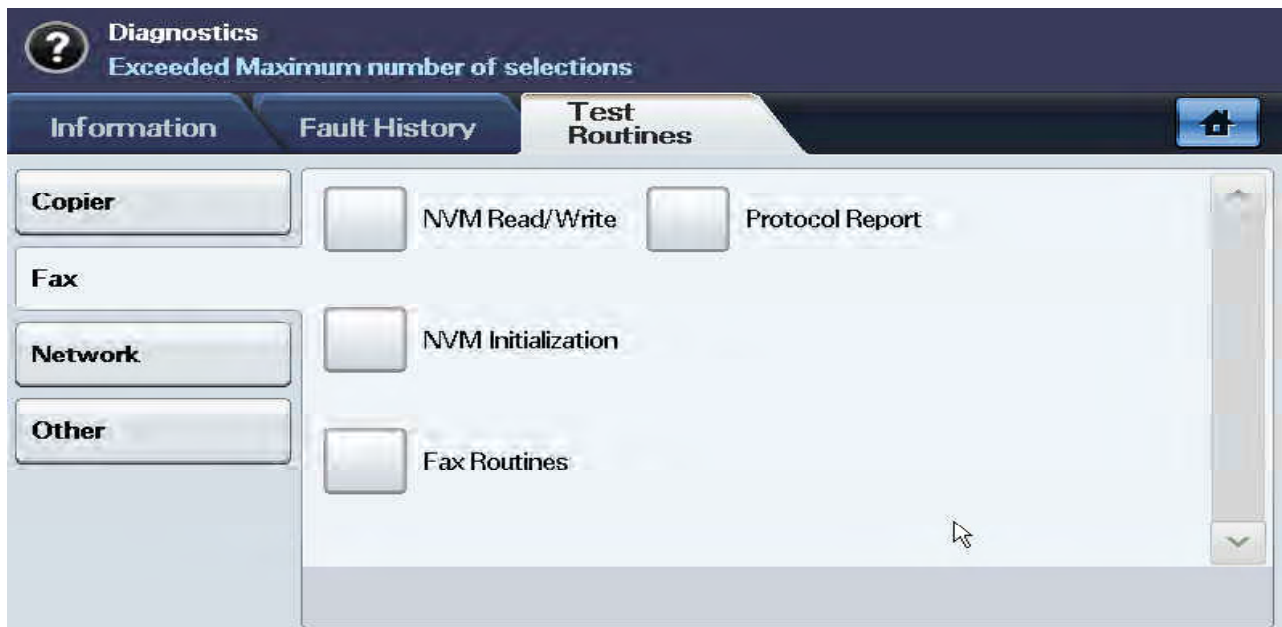 ?
Diagnostics
Exceeded Maximum number of selections
Information
Fault History
Test
Routines
Copier
Fax
Network
Other
NVM Read/Write
Protocol Report
NVM Initialization
Fax Routines